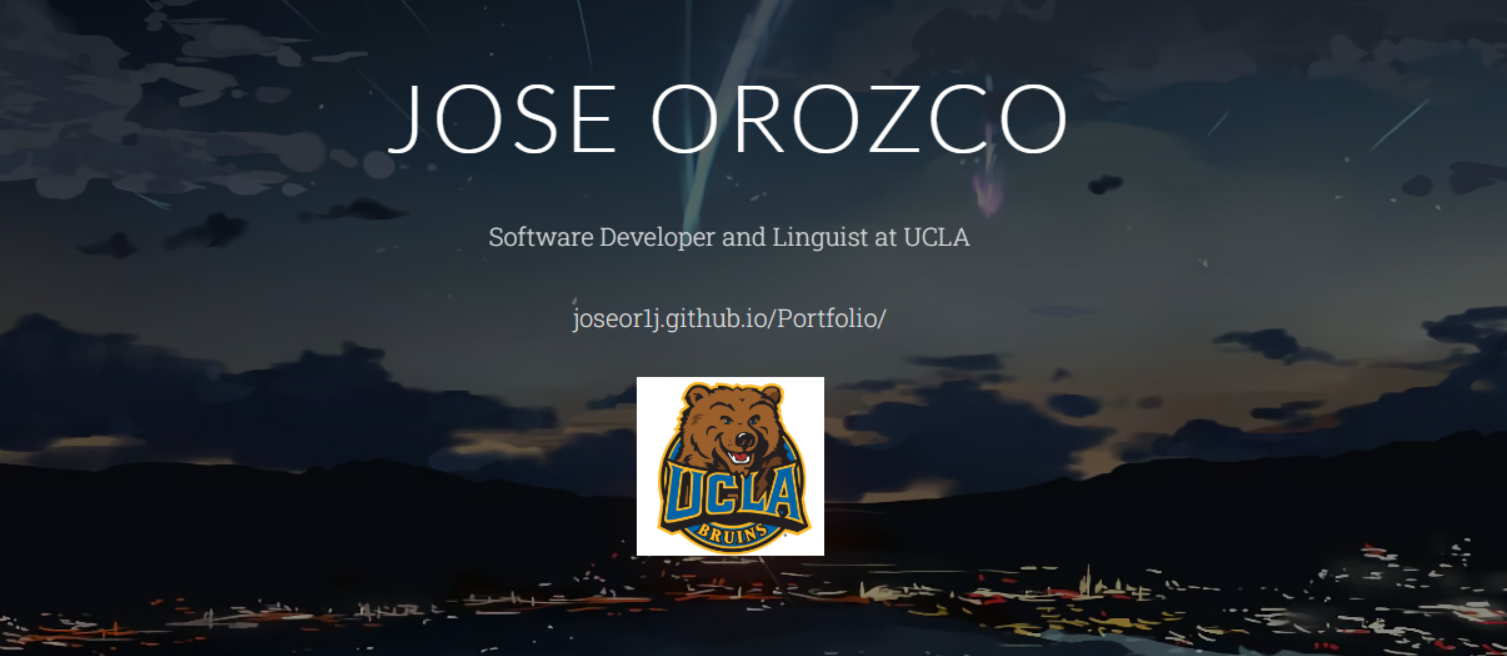 JOSE OROZCO
Software Developer and Linguist at UCLA
joseor1j.github.io/Portfolio/
UCLA
BRUINS